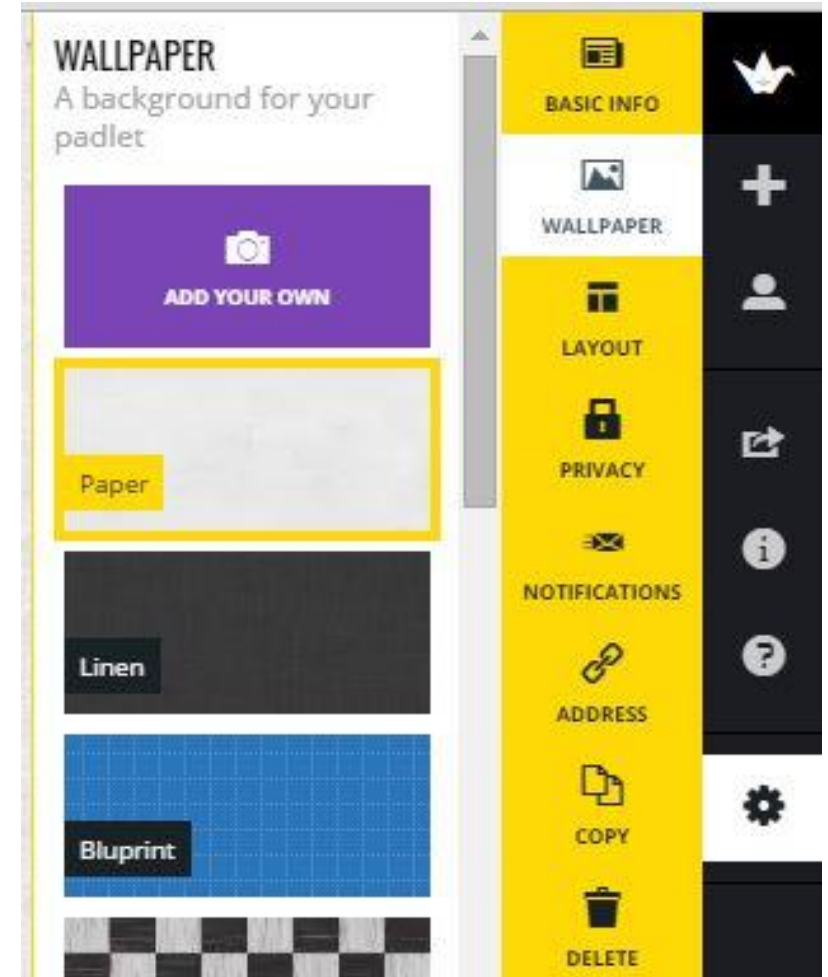 WALLPAPER
A background for your
padlet
ADD YOUR OWN
Paper
Linen
Bluprint
BASIC INFO
WALLPAPER
LAYOUT
PRIVACY
NOTIFICATIONS
ADDRESS
COPY
DELETE